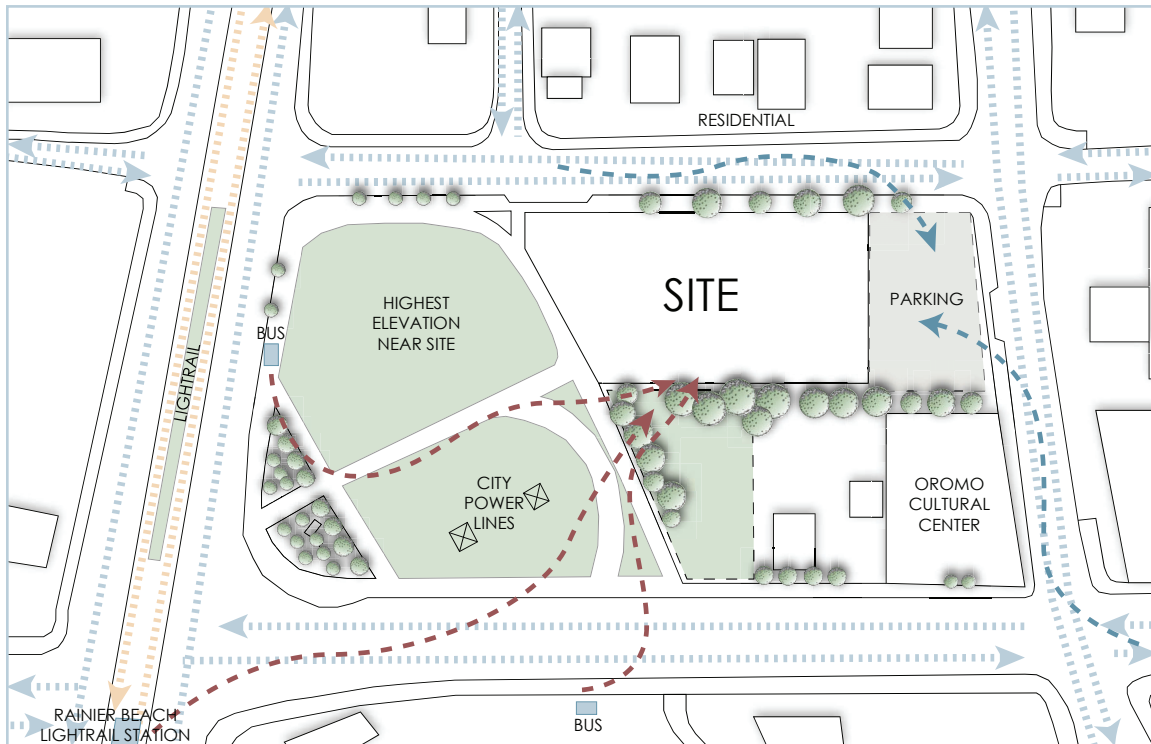 RESIDENTIAL
SITE
PARKING
HIGHEST
ELEVATION
NEAR SITE
BUS
LIGHTRAIL
CITY
POWER
LINES
OROMO
CULTURAL
CENTER
RAINIER BEACH
LIGHTRAIL STATION
BUS